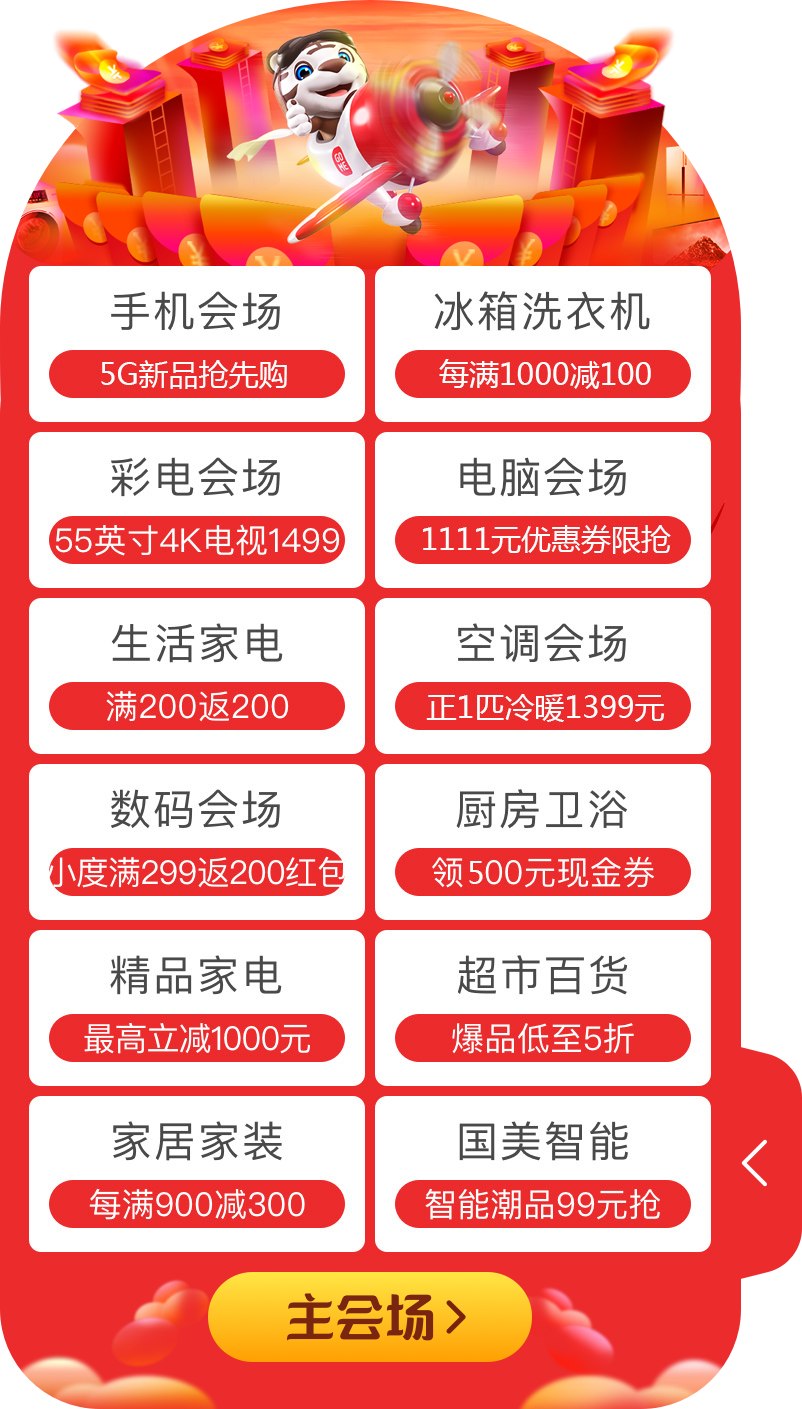 手机会场
5G新品抢先购
冰箱洗衣机
每满1000减100
彩电会场
55英寸4K电视1499
电脑会场
1111元优惠券限抢
生活家电
满200返200
空调会场
正1匹冷暖1399元
数码会场
小度满299返200红包
厨房卫浴
领500元现金券
精品家电
最高立减1000元
超市百货
爆品低至5折
家居家装
每满900减300
国美智能
智能潮品99元抢
主会场